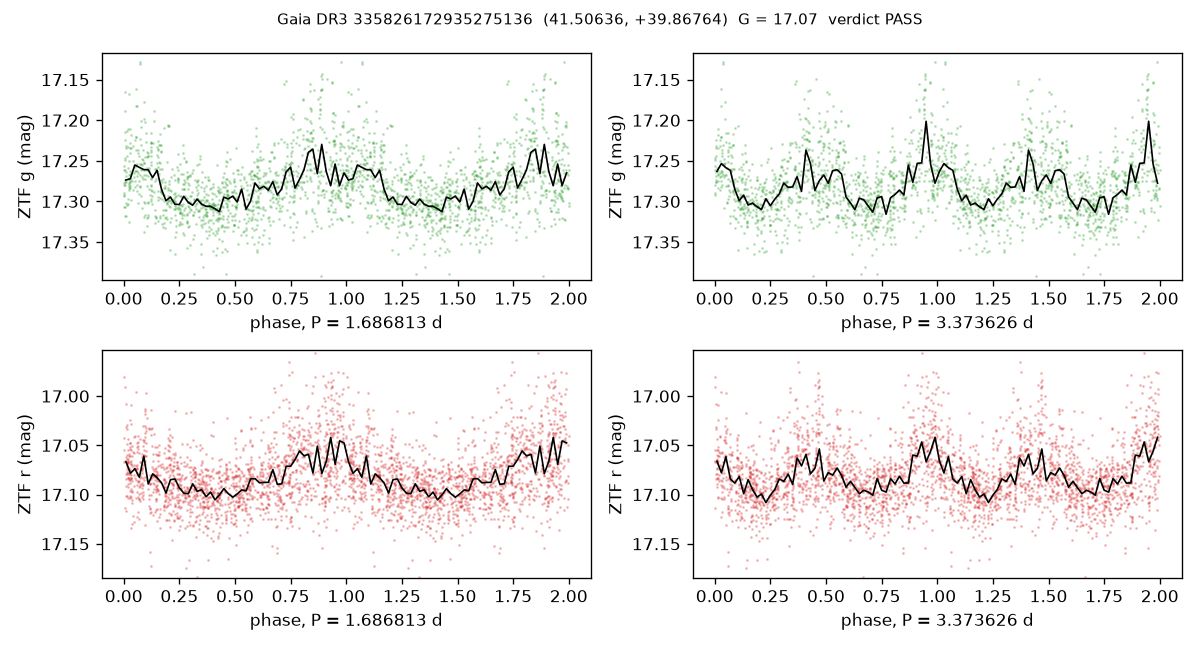 Gaia DR3 335826172935275136 (41.50636, +39.86764) G = 17.07 verdict PASS
ZTF g (mag)
17.15
17.20
17.25
17.30
17.35
0.00 0.25 0.50 0.75 1.00 1.25 1.50 1.75 2.00
phase, P = 1.686813 d
ZTF g (mag)
17.15
17.20
17.25
17.30
17.35
0.00 0.25 0.50 0.75 1.00 1.25 1.50 1.75 2.00
phase, P = 3.373626 d
ZTF r (mag)
17.00
17.05
17.10
17.15
0.00 0.25 0.50 0.75 1.00 1.25 1.50 1.75 2.00
phase, P = 1.686813 d
ZTF r (mag)
17.00
17.05
17.10
17.15
0.00 0.25 0.50 0.75 1.00 1.25 1.50 1.75 2.00
phase, P = 3.373626 d